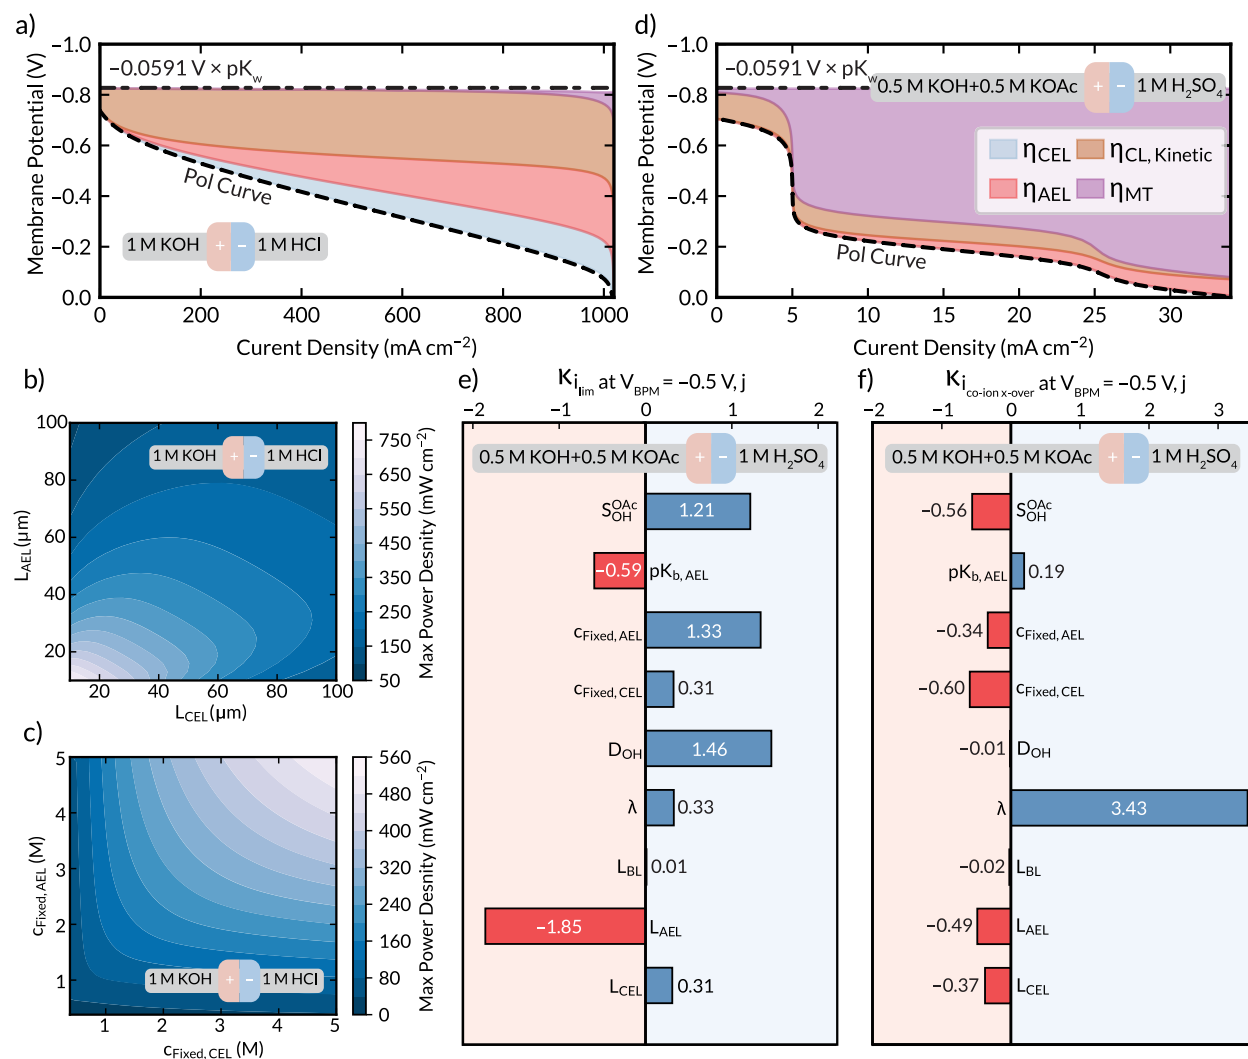 a)
−1.0
−0.8
−0.6
−0.4
−0.2
0.0
Membrane Potential (V)
−0.0591 V × pKw
Pol Curve
1 M KOH + − 1 M HCl
0 200 400 600 800 1000
Curent Density (mA cm⁻²)
d)
−1.0
−0.8
−0.6
−0.4
−0.2
0.0
Membrane Potential (V)
−0.0591 V × pKw
0.5 M KOH+0.5 M KOAc + − 1 M H₂SO₄
ηCEL ηCL, Kinetic
ηAEL ηMT
Pol Curve
0 5 10 15 20 25 30
Curent Density (mA cm⁻²)
b)
100
80
60
40
20
LAEL(μm)
1 M KOH + − 1 M HCl
20 40 60 80 100
LCEL(μm)
750
650
550
450
350
250
150
50
Max Power Desnity (mW cm⁻²)
c)
5
4
3
2
1
cFixed, AEL (M)
1 M KOH + − 1 M HCl
1 2 3 4 5
cFixed, CEL (M)
560
480
400
320
240
160
80
0
Max Power Desnity (mW cm⁻²)
e)
Kilim at VBPM = −0.5 V, j
−2 −1 0 1 2
0.5 M KOH+0.5 M KOAc + − 1 M H₂SO₄
S_OH^OAc 1.21
−0.59 pKb, AEL
cFixed, AEL 1.33
cFixed, CEL 0.31
DOH 1.46
λ 0.33
LBL 0.01
−1.85 LAEL
LCEL 0.31
f)
Kico-ion x-over at VBPM = −0.5 V, j
−2 −1 0 1 2 3
0.5 M KOH+0.5 M KOAc + − 1 M H₂SO₄
−0.56 S_OH^OAc
pKb, AEL 0.19
−0.34 cFixed, AEL
−0.60 cFixed, CEL
−0.01 DOH
λ 3.43
−0.02 LBL
−0.49 LAEL
−0.37 LCEL